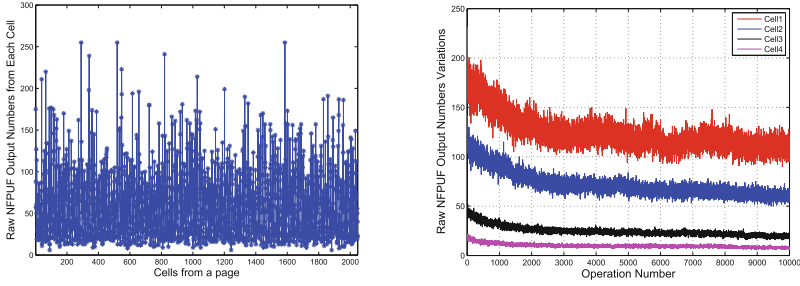 Raw NFPUF Output Numbers from Each Cell
300
250
200
150
100
50
0
200 400 600 800 1000 1200 1400 1600 1800 2000
Cells from a page
Raw NFPUF Output Numbers Variations
250
200
150
100
50
0
0 1000 2000 3000 4000 5000 6000 7000 8000 9000 10000
Operation Number
Cell1
Cell2
Cell3
Cell4